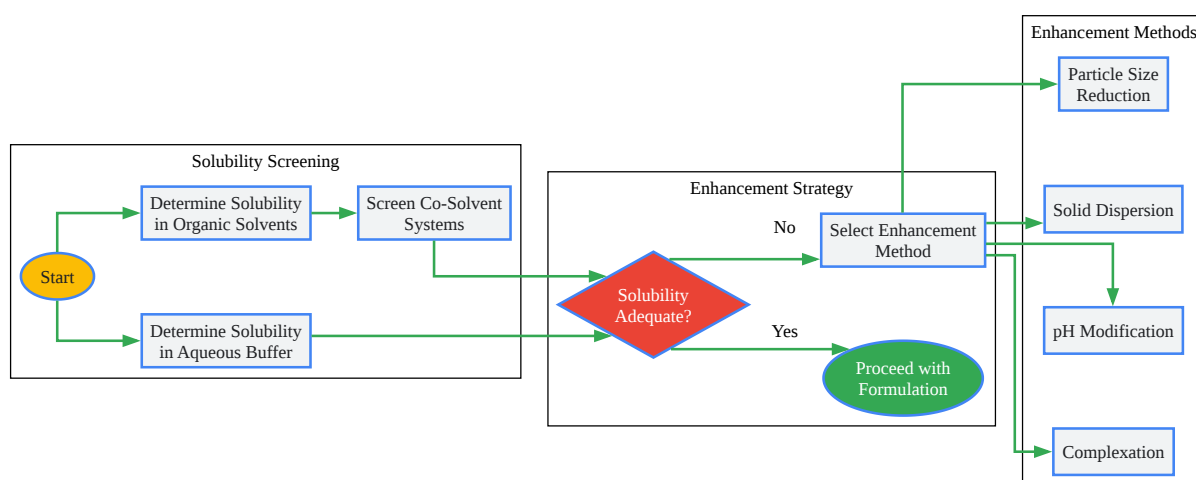 Enhancement Methods
Particle Size
Reduction
Solubility Screening
Determine Solubility
in Organic Solvents
Screen Co-Solvent
Systems
Start
Determine Solubility
in Aqueous Buffer
Enhancement Strategy
No
Select Enhancement
Method
Solubility
Adequate?
Yes
Proceed with
Formulation
Solid Dispersion
pH Modification
Complexation